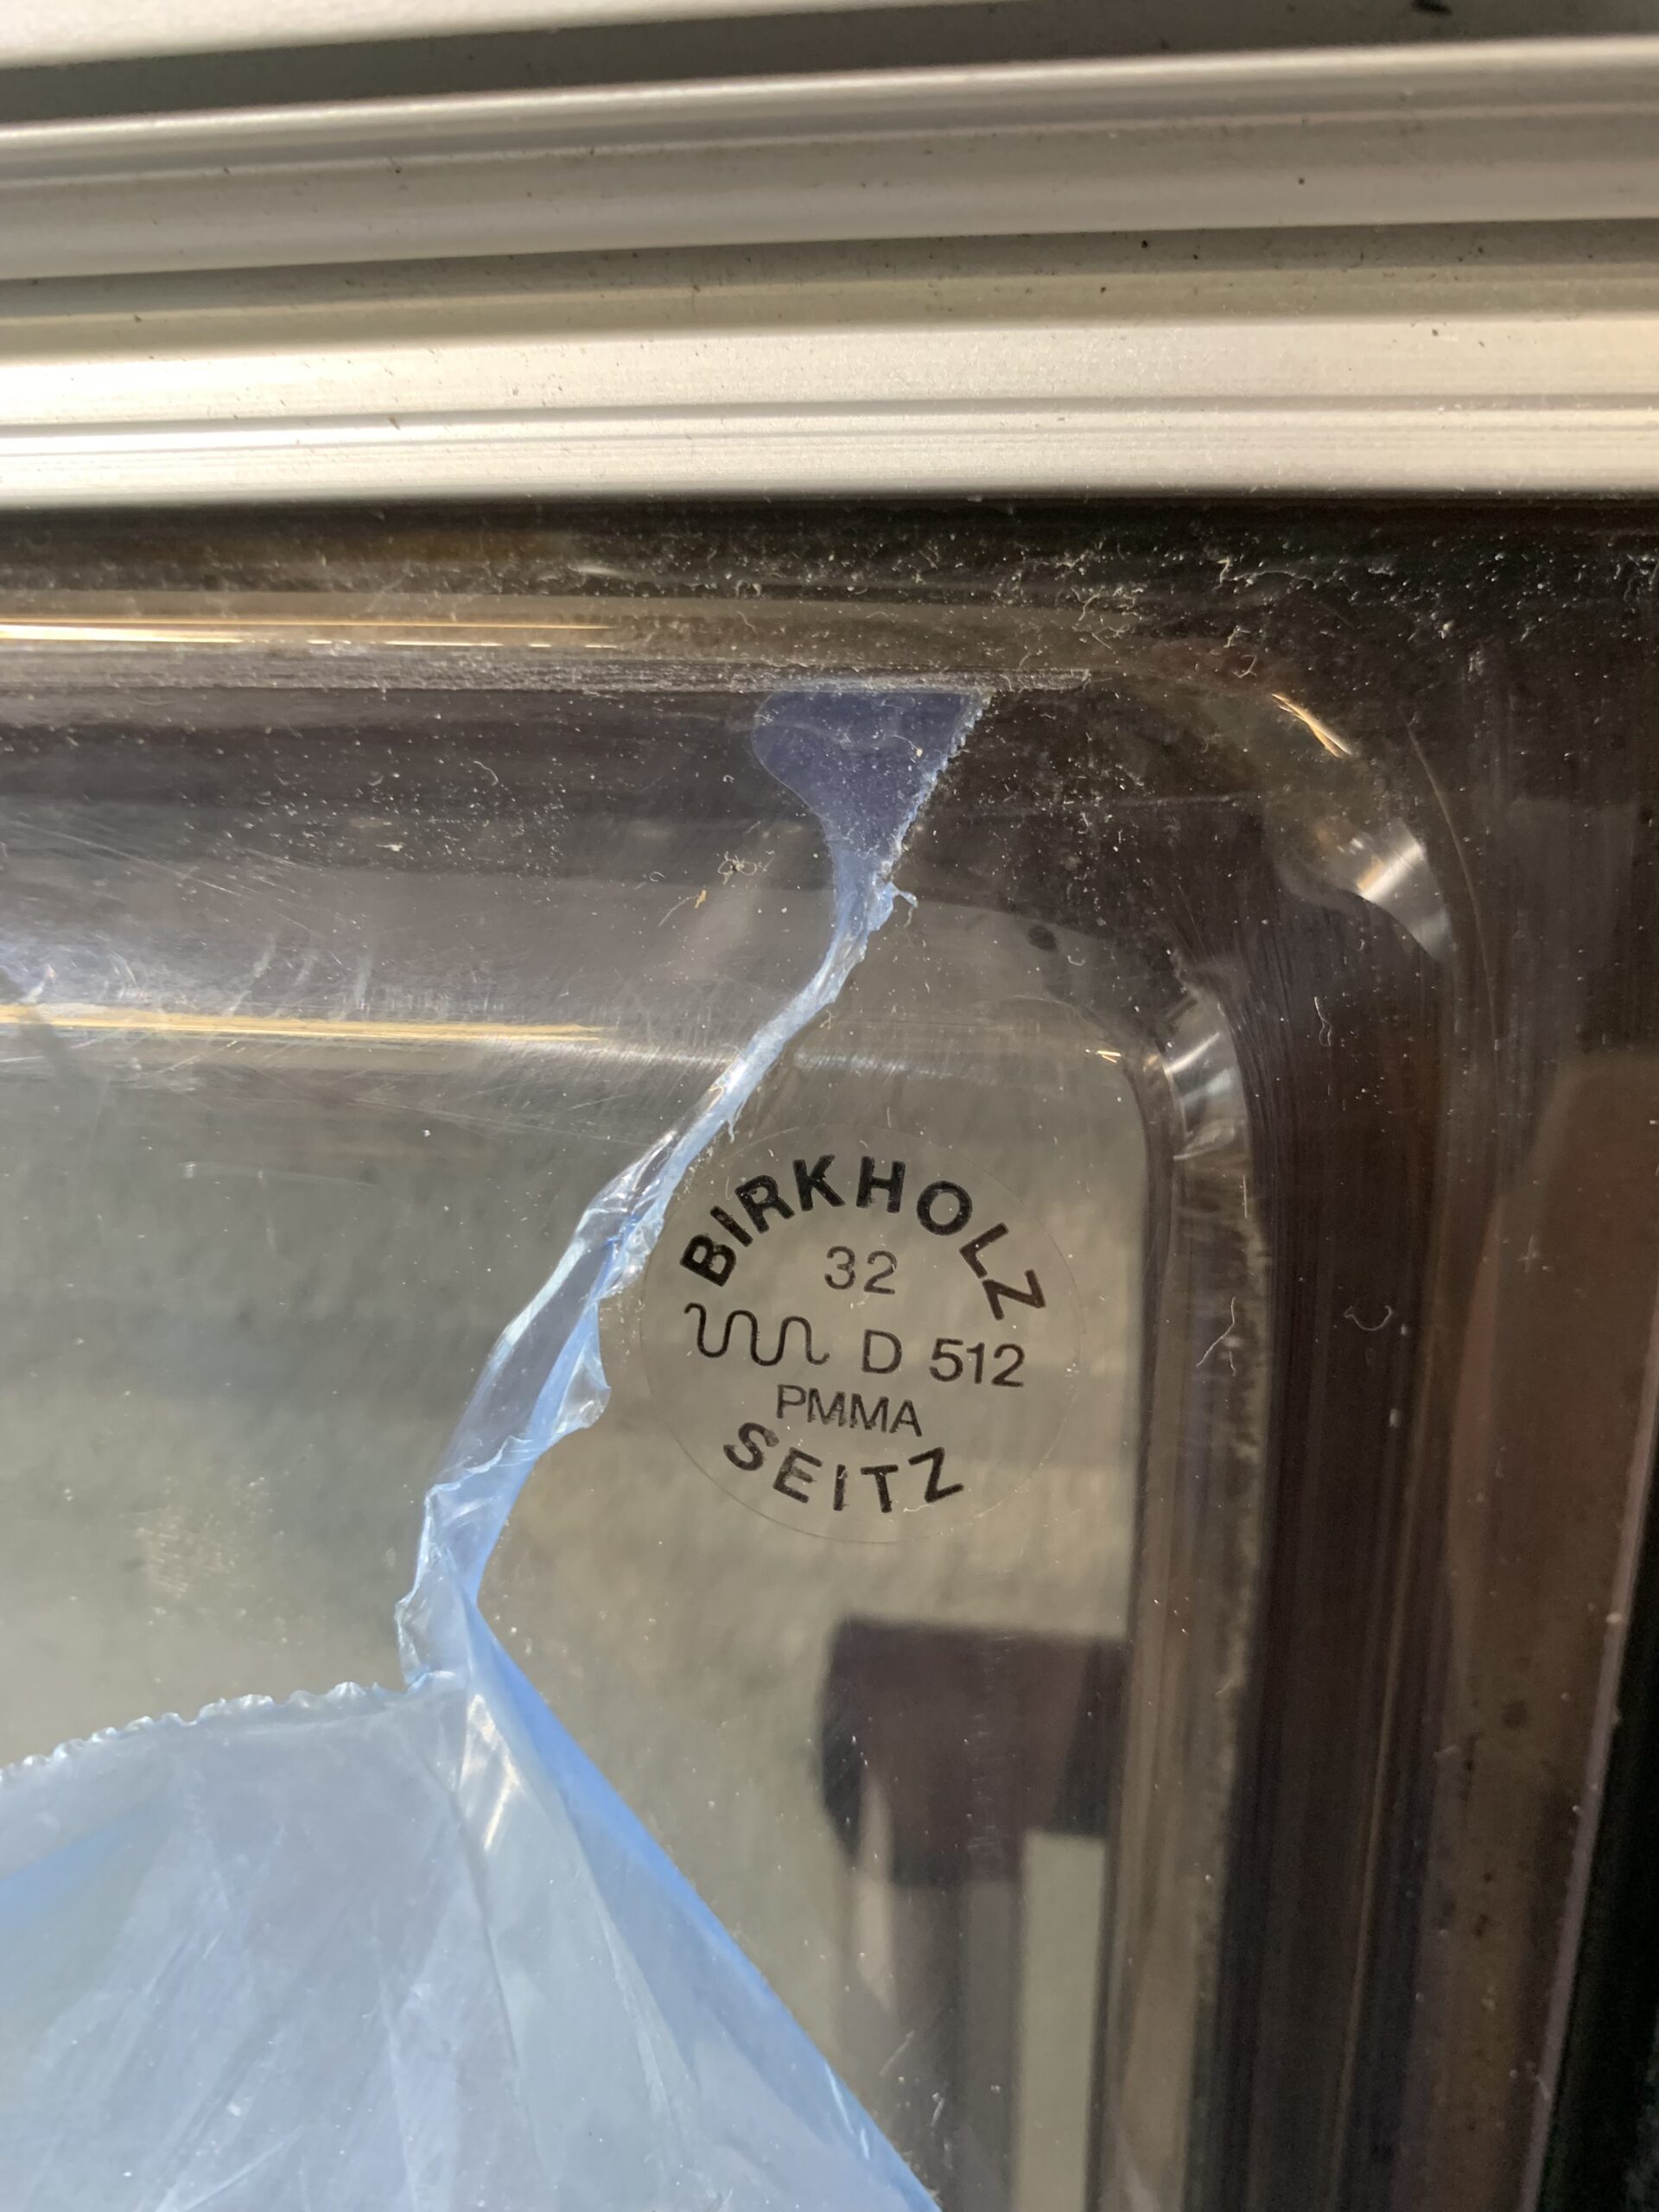 BIRKHOLZ
32
D 512
PMMA
SEITZ